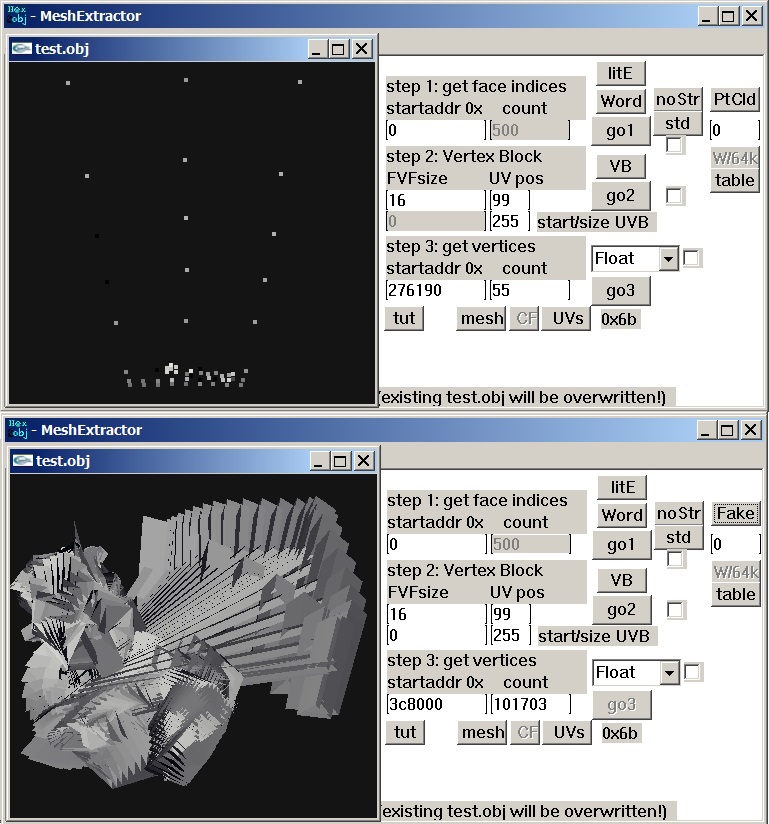 Hex obj - MeshExtractor
test.obj
step 1: get face indices
startaddr 0x count
0 500
litE
Word
go1
noStr
std
PtCld
0
W/64k
table
step 2: Vertex Block
FVFsize UV pos
16 99
0 255 start/size UVB
VB
go2
step 3: get vertices
startaddr 0x count
276190 55
Float
go3
tut mesh CF UVs 0x6b
(existing test.obj will be overwritten!)
Hex obj - MeshExtractor
test.obj
step 1: get face indices
startaddr 0x count
0 500
litE
Word
go1
noStr
std
Fake
0
W/64k
table
step 2: Vertex Block
FVFsize UV pos
16 99
0 255 start/size UVB
VB
go2
step 3: get vertices
startaddr 0x count
3c8000 101703
Float
go3
tut mesh CF UVs 0x6b
(existing test.obj will be overwritten!)